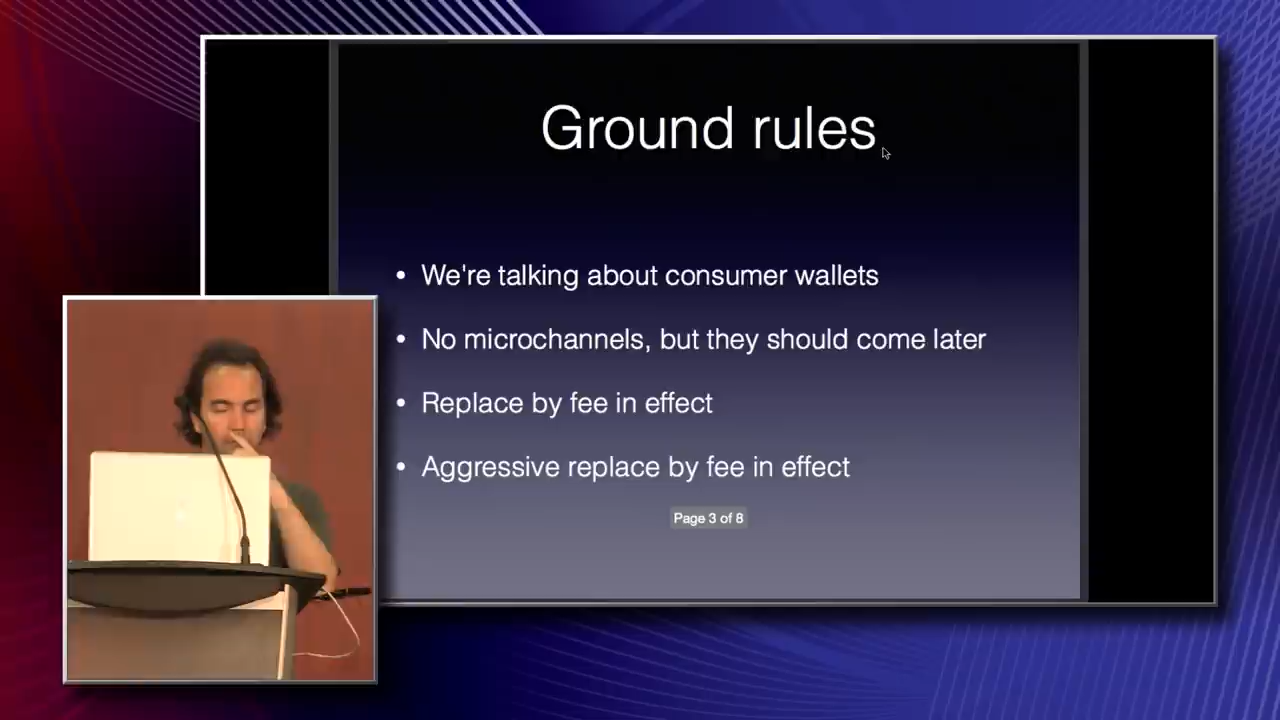 Ground rules
• We're talking about consumer wallets
• No microchannels, but they should come later
• Replace by fee in effect
• Aggressive replace by fee in effect
Page 3 of 8